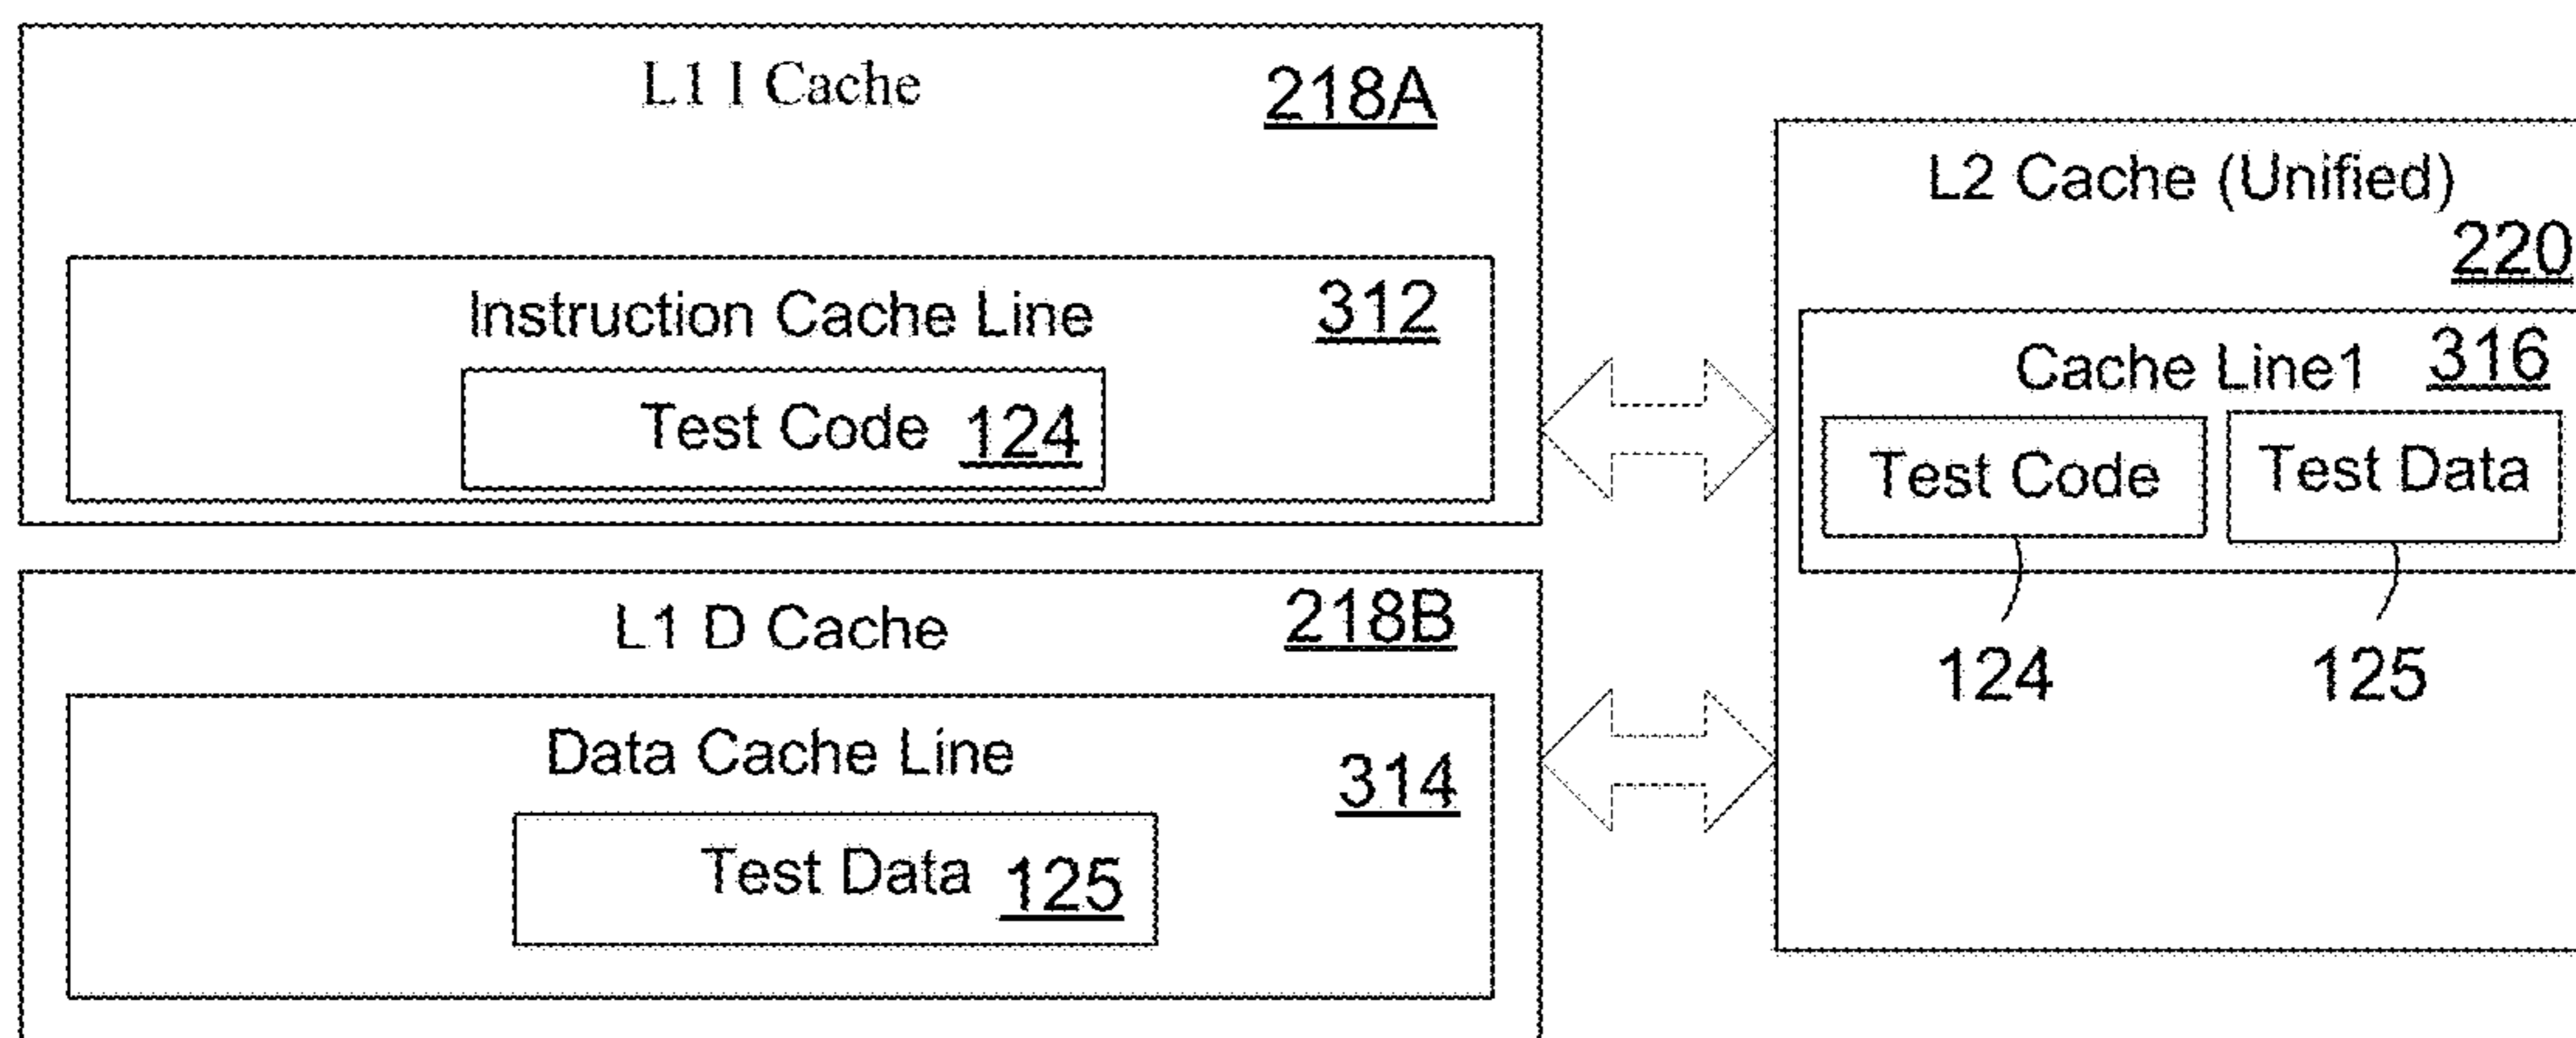 L1 I Cache 218A
Instruction Cache Line 312
Test Code 124
L1 D Cache 218B
Data Cache Line 314
Test Data 125
L2 Cache (Unified)
220
Cache Line1 316
Test Code Test Data
124 125